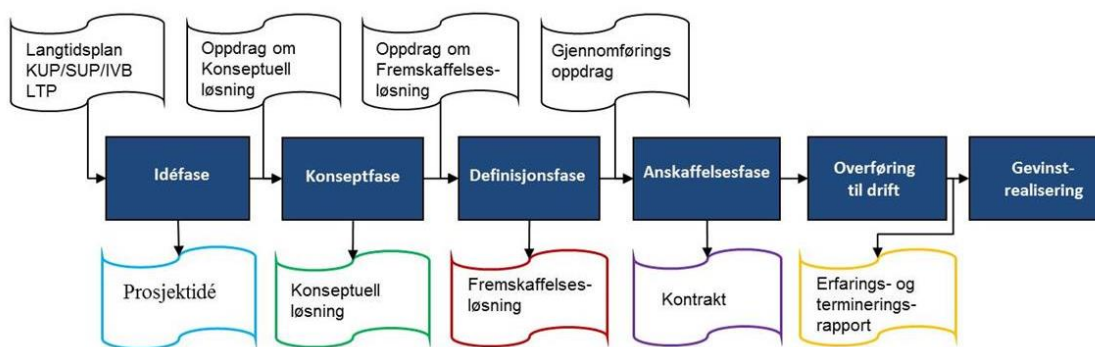 Langtidsplan
KUP/SUP/IVB
LTP
Oppdrag om
Konseptuell
løsning
Oppdrag om
Fremskaffelses-
løsning
Gjennomførings
oppdrag
Idéfase
Konseptfase
Definisjonsfase
Anskaffelsesfase
Overføring
til drift
Gevinst-
realisering
Prosjektidé
Konseptuell
løsning
Fremskaffelses-
løsning
Kontrakt
Erfarings- og
terminerings-
rapport